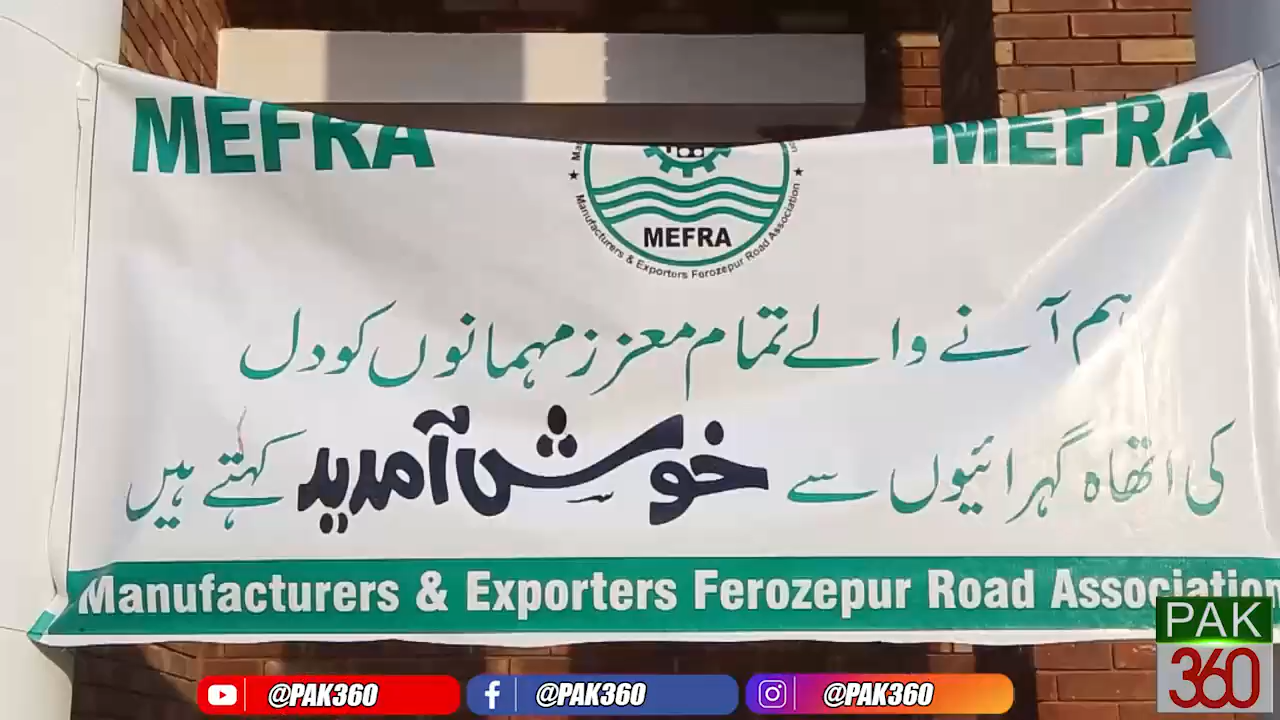 MEFRA
MEFRA
MEFRA
Manufacturers & Exporters Ferozepur Road Association
ہم آنے والے تمام معزز مہمانوں کو دل
کی اتھاہ گہرائیوں سے خوش آمدید کہتے ہیں
Manufacturers & Exporters Ferozepur Road Association
PAK
360
@PAK360
@PAK360
@PAK360